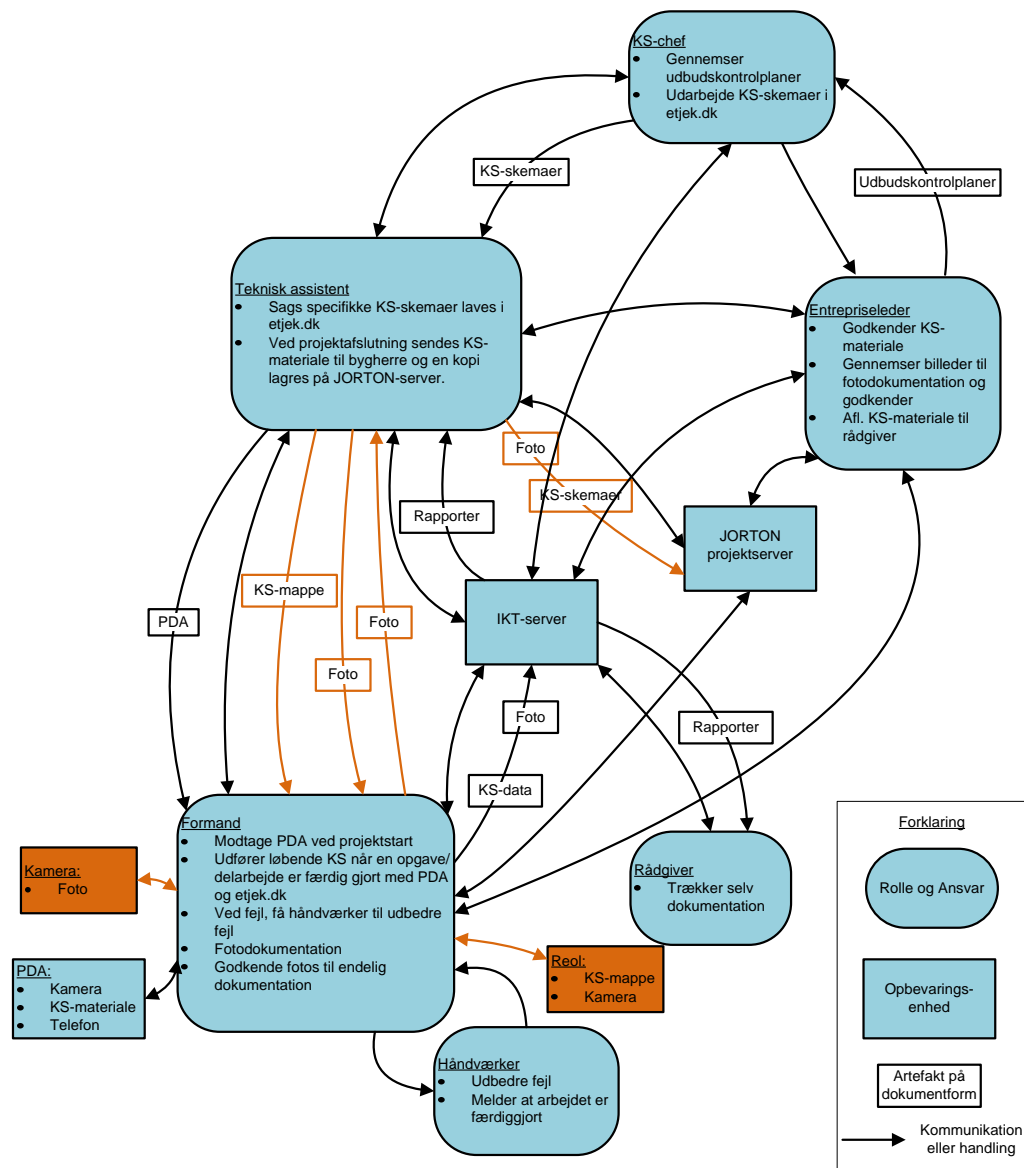 KS-chef
• Gennemser
udbudskontrolplaner
• Udarbejde KS-skemaer i
etjek.dk
KS-skemaer
Udbudskontrolplaner
Teknisk assistent
• Sags specifikke KS-skemaer laves i
etjek.dk
• Ved projektafslutning sendes KS-
materiale til bygherre og en kopi
lagres på JORTON-server.
Entrepriseleder
• Godkender KS-
materiale
• Gennemser billeder til
fotodokumentation og
godkender
• Afl. KS-materiale til
rådgiver
Foto
KS-skemaer
Rapporter
JORTON
projektserver
KS-mappe
PDA
Foto
Foto
IKT-server
Foto
Rapporter
KS-data
Formand
• Modtage PDA ved projektstart
• Udfører løbende KS når en opgave/
delarbejde er færdig gjort med PDA
og etjek.dk
• Ved fejl, få håndværker til udbedre
fejl
• Fotodokumentation
• Godkende fotos til endelig
dokumentation
Kamera:
• Foto
PDA:
• Kamera
• KS-materiale
• Telefon
Rådgiver
• Trækker selv
dokumentation
Reol:
• KS-mappe
• Kamera
Håndværker
• Udbedre fejl
• Melder at arbejdet er
færdiggjort
Forklaring
Rolle og Ansvar
Opbevarings-
enhed
Artefakt på
dokumentform
Kommunikation
eller handling